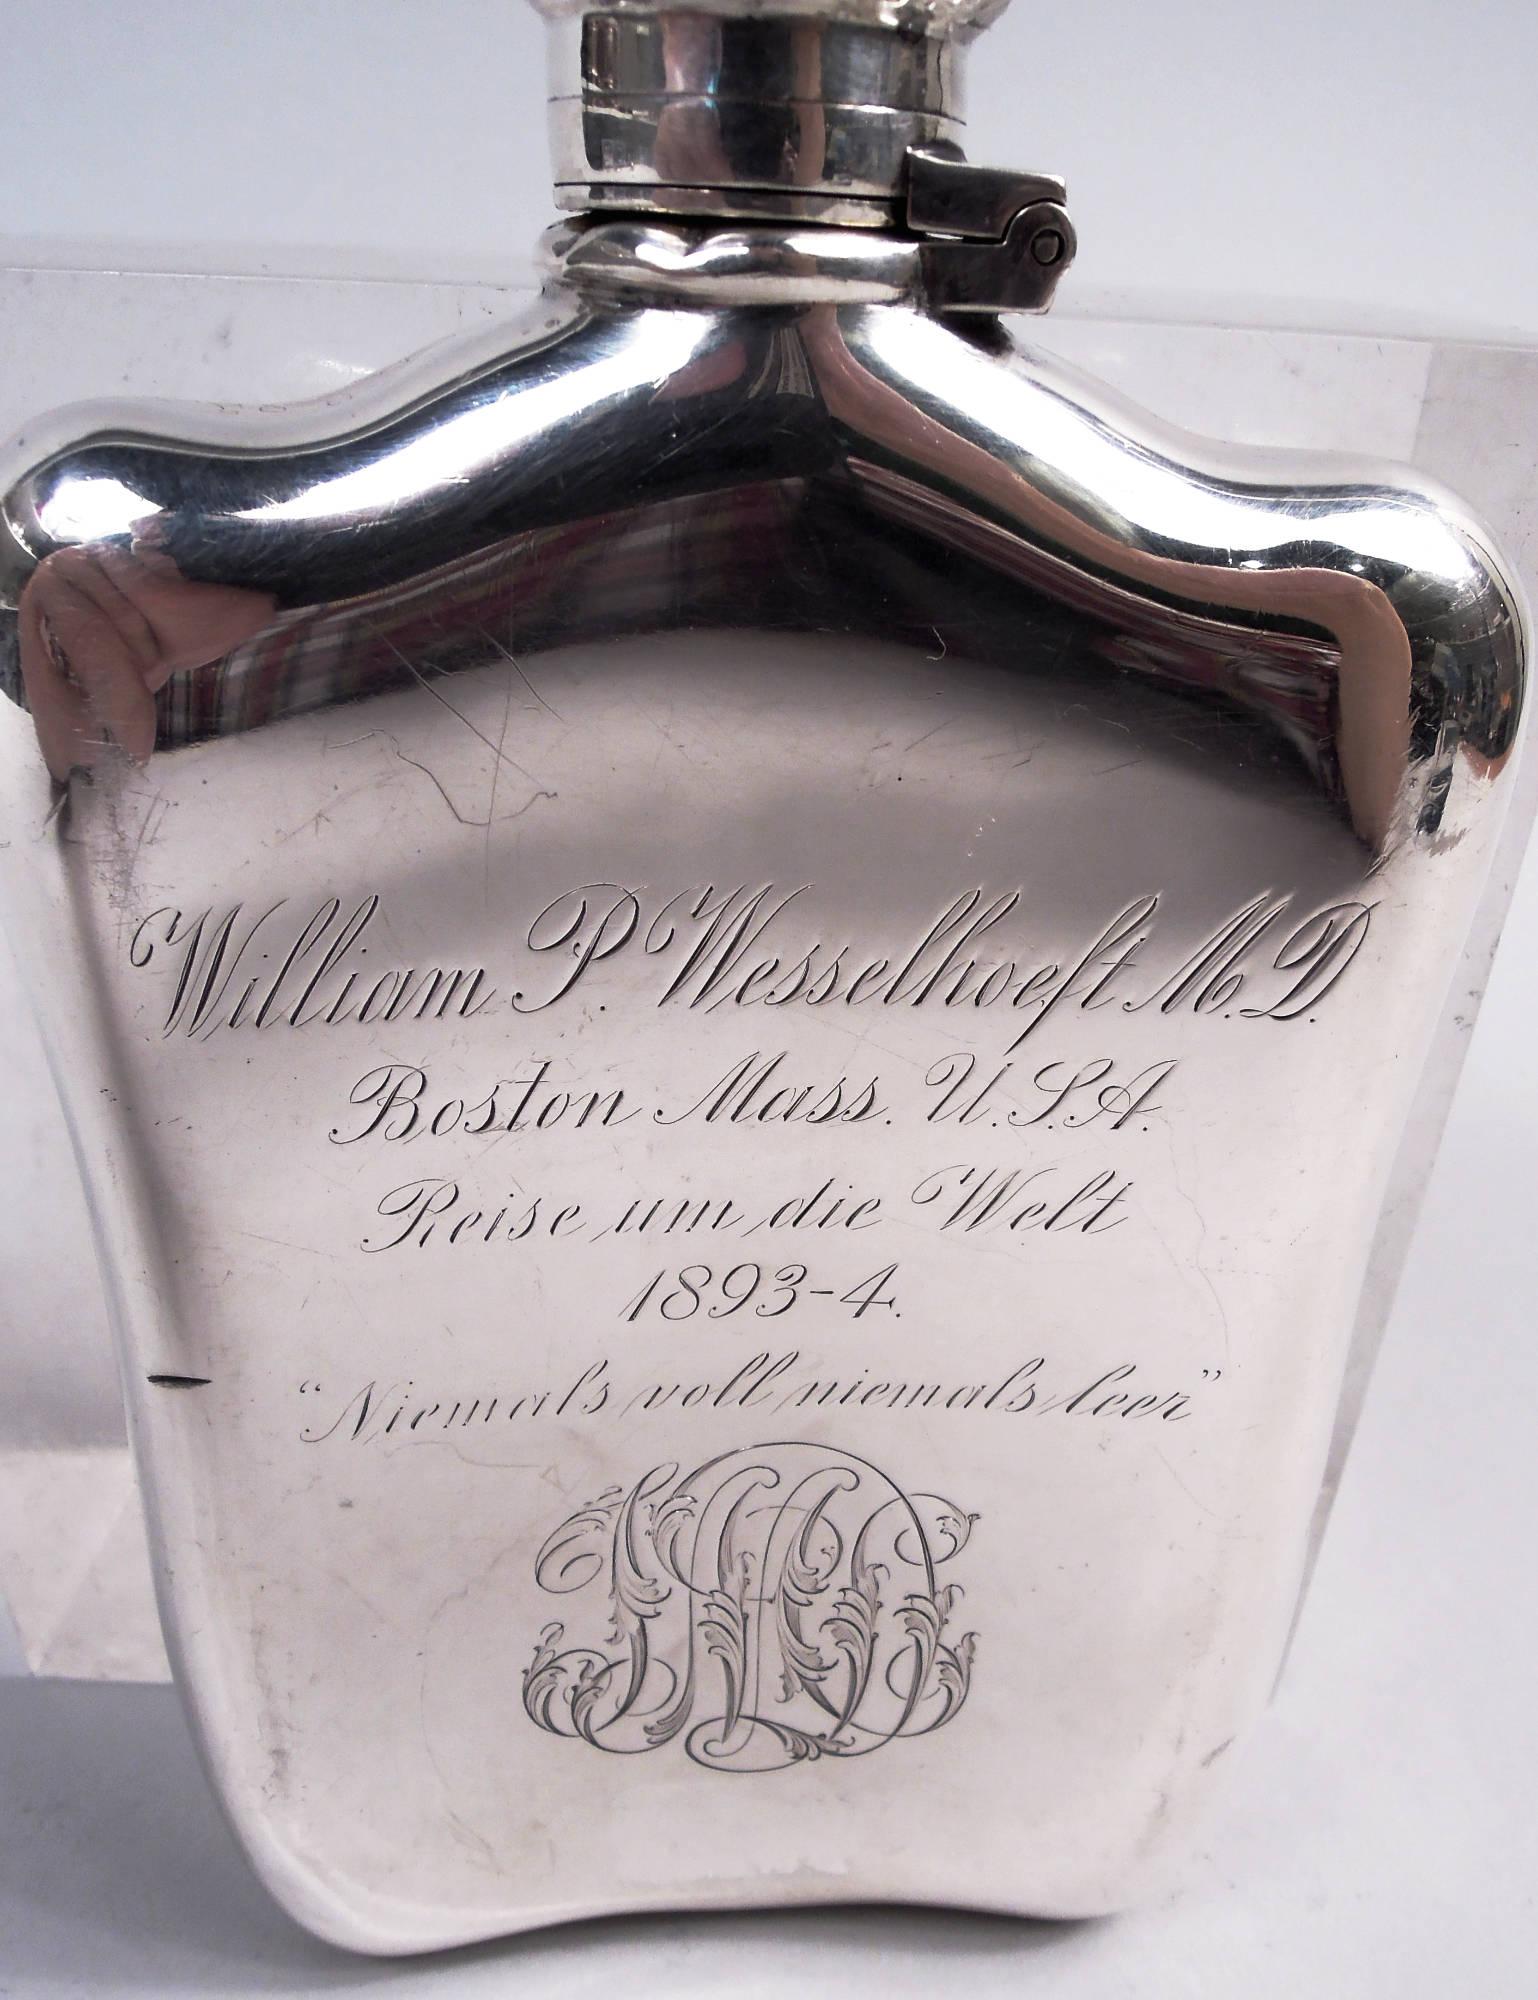 William P. Wesselhoeft M.D.
Boston Mass. U.S.A.
Reise um die Welt
1893-4.
"Niemals voll niemals leer"